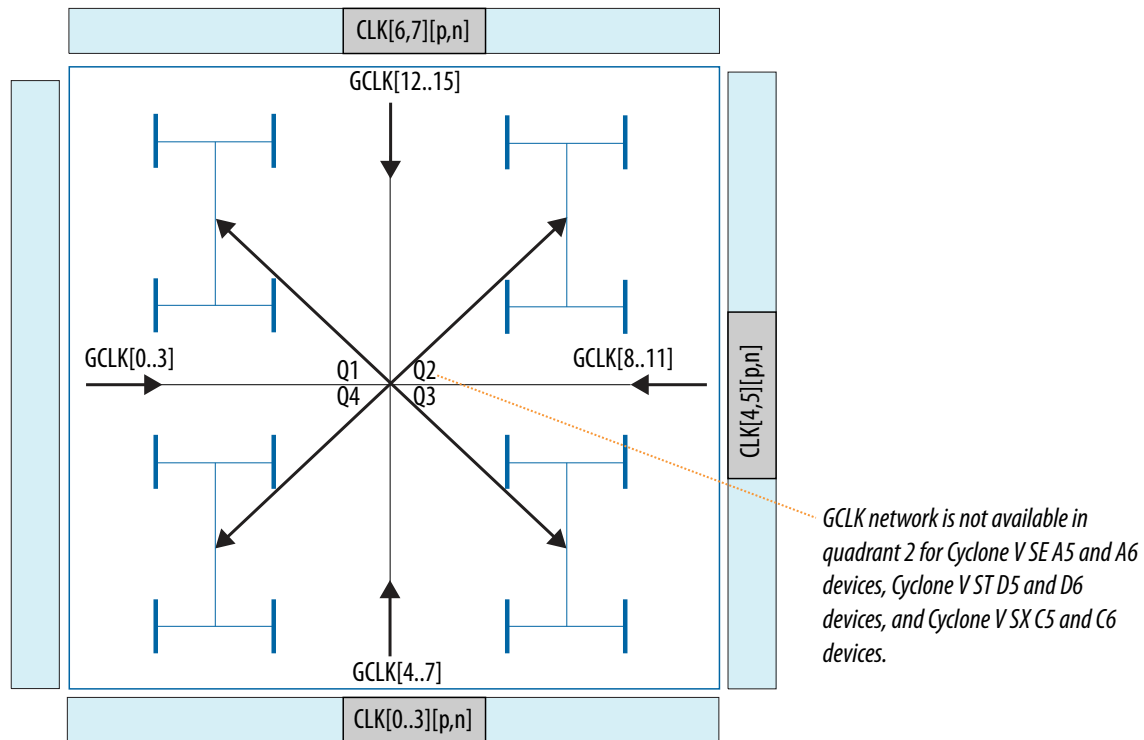 CLK[6,7][p,n]
GCLK[12..15]
GCLK[0..3]
Q1
Q2
GCLK[8..11]
Q4
Q3
CLK[4,5][p,n]
GCLK network is not available in
quadrant 2 for Cyclone V SE A5 and A6
devices, Cyclone V ST D5 and D6
devices, and Cyclone V SX C5 and C6
devices.
GCLK[4..7]
CLK[0..3][p,n]